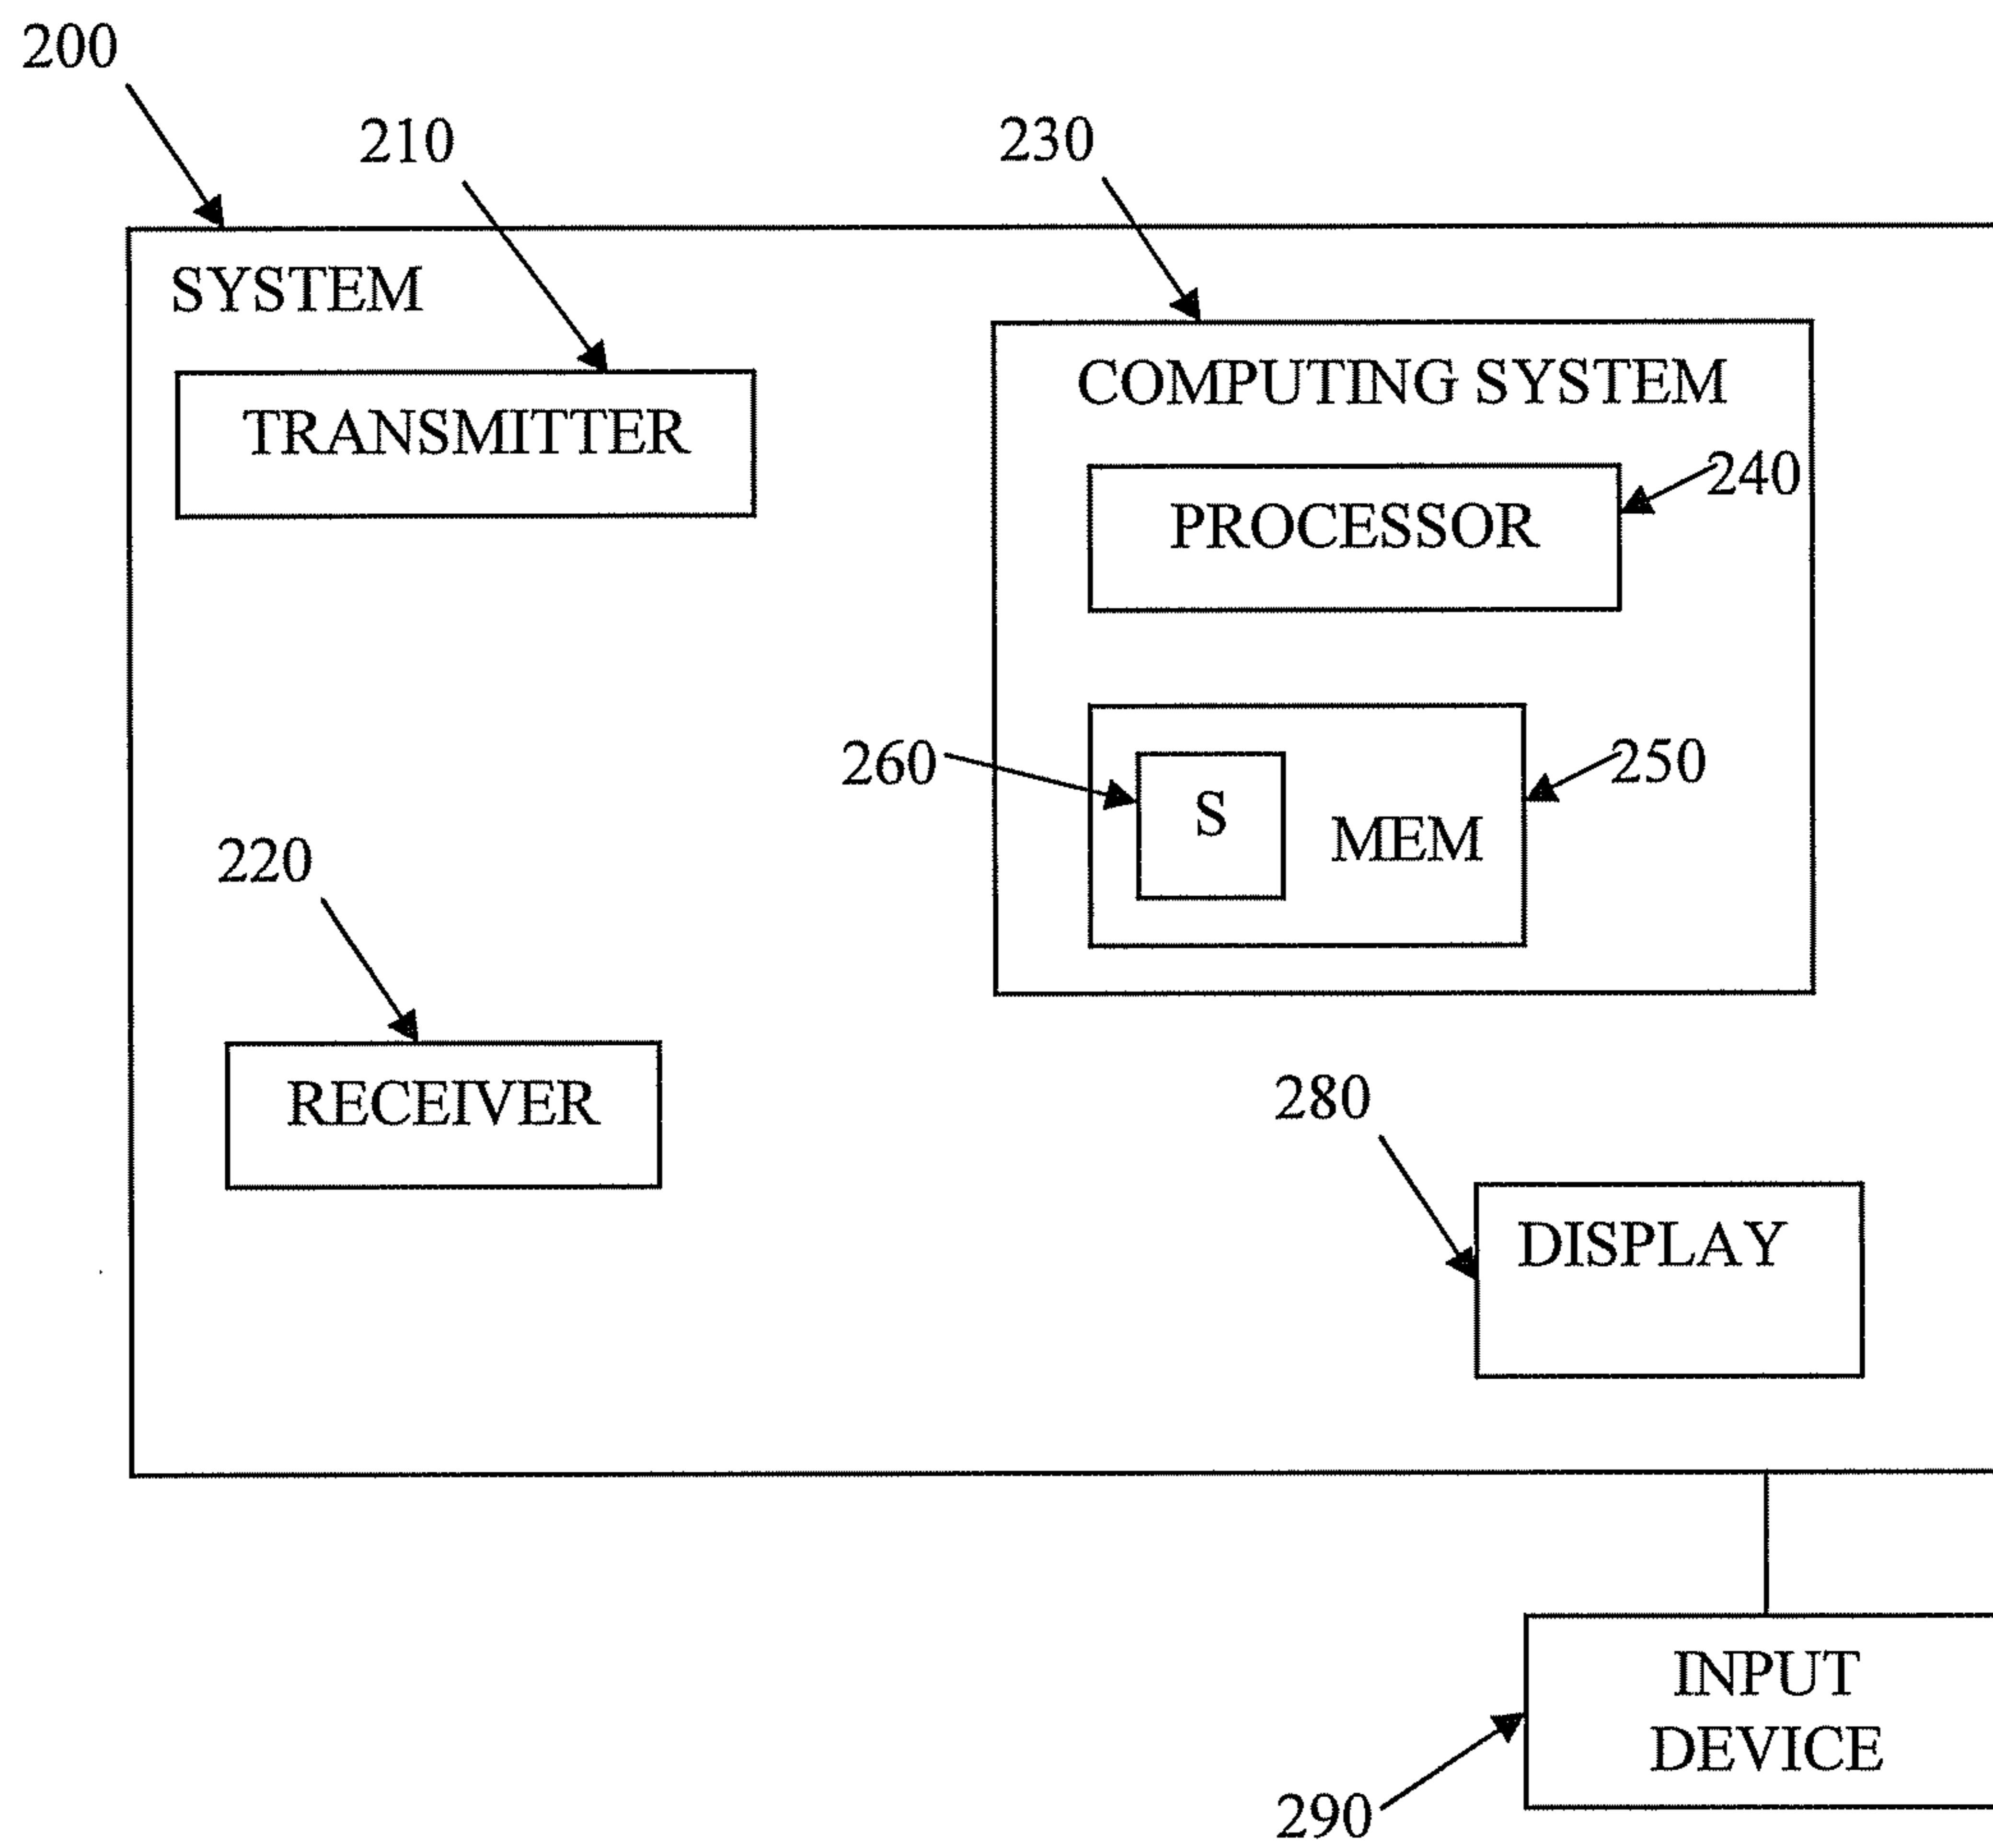 200
210
230
SYSTEM
COMPUTING SYSTEM
TRANSMITTER
240
PROCESSOR
260
250
S
MEM
220
280
RECEIVER
DISPLAY
INPUT
DEVICE
290